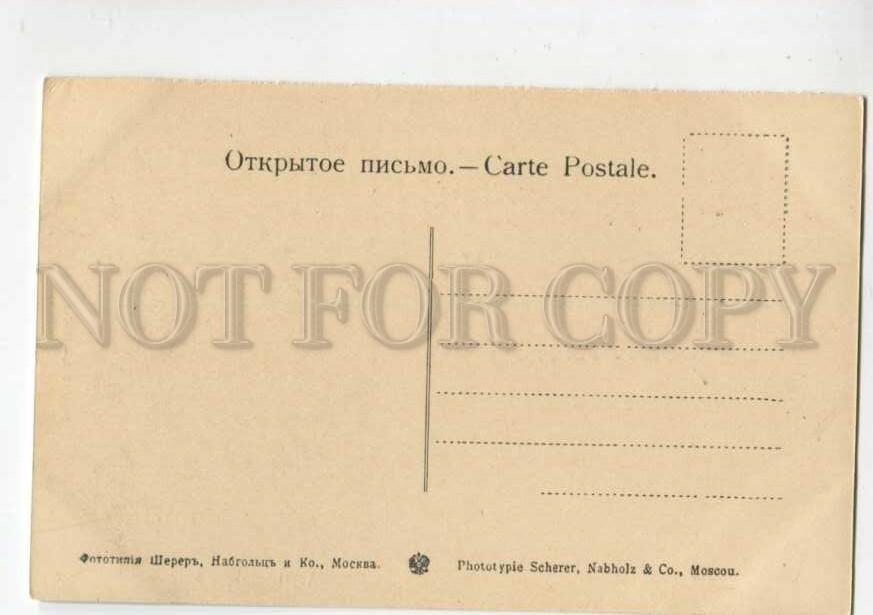 Открытое письмо.—Carte Postale.
NOT FOR COPY
Фототипія Шереръ, Набгольцъ и Ко., Москва.
Phototypie Scherer, Nabholz & Co., Moscou.